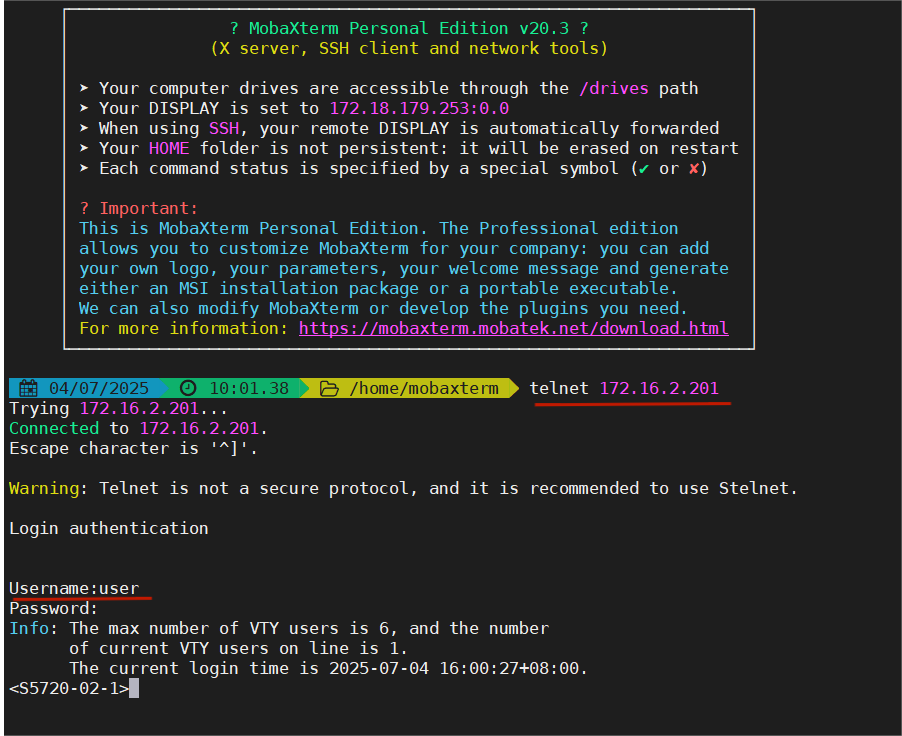 ? MobaXterm Personal Edition v20.3 ?
(X server, SSH client and network tools)
➤ Your computer drives are accessible through the /drives path
➤ Your DISPLAY is set to 172.18.179.253:0.0
➤ When using SSH, your remote DISPLAY is automatically forwarded
➤ Your HOME folder is not persistent: it will be erased on restart
➤ Each command status is specified by a special symbol (✔ or ✘)
? Important:
This is MobaXterm Personal Edition. The Professional edition
allows you to customize MobaXterm for your company: you can add
your own logo, your parameters, your welcome message and generate
either an MSI installation package or a portable executable.
We can also modify MobaXterm or develop the plugins you need.
For more information: https://mobaxterm.mobatek.net/download.html
04/07/2025 10:01.38 /home/mobaxterm telnet 172.16.2.201
Trying 172.16.2.201...
Connected to 172.16.2.201.
Escape character is '^]'.
Warning: Telnet is not a secure protocol, and it is recommended to use Stelnet.
Login authentication
Username:user
Password:
Info: The max number of VTY users is 6, and the number
of current VTY users on line is 1.
The current login time is 2025-07-04 16:00:27+08:00.
<S5720-02-1>